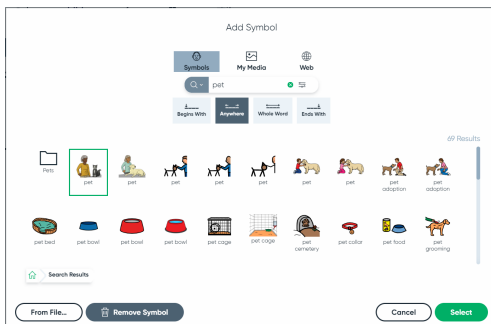 Add Symbol
Symbols
My Media
Web
pet
Begins With
Anywhere
Whole Word
Ends With
69 Results
Pets
pet
pet
pet
pet
pet
pet
pet
pet adoption
pet adoption
pet bed
pet bowl
pet bowl
pet bowl
pet cage
pet cage
pet cemetery
pet collar
pet food
pet grooming
Search Results
From File...
Remove Symbol
Cancel
Select